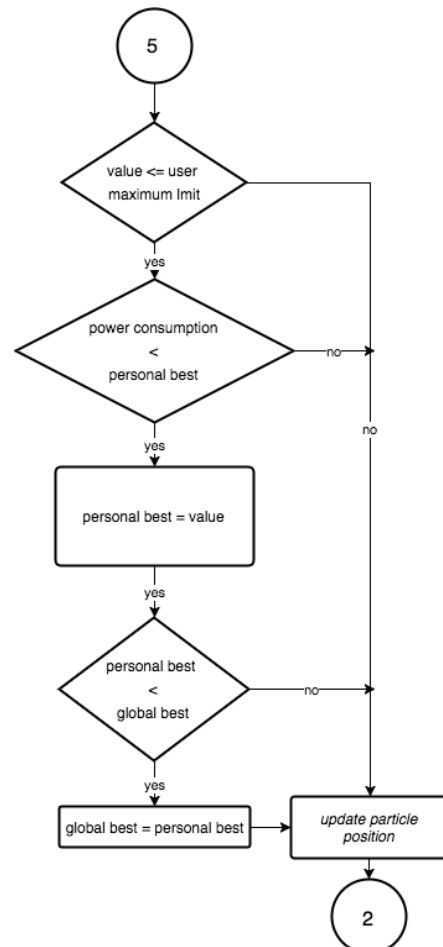 5
value <= user
maximum lmit
yes
power consumption
<
personal best
no
no
yes
personal best = value
yes
personal best
<
global best
no
yes
global best = personal best
update particle
position
2